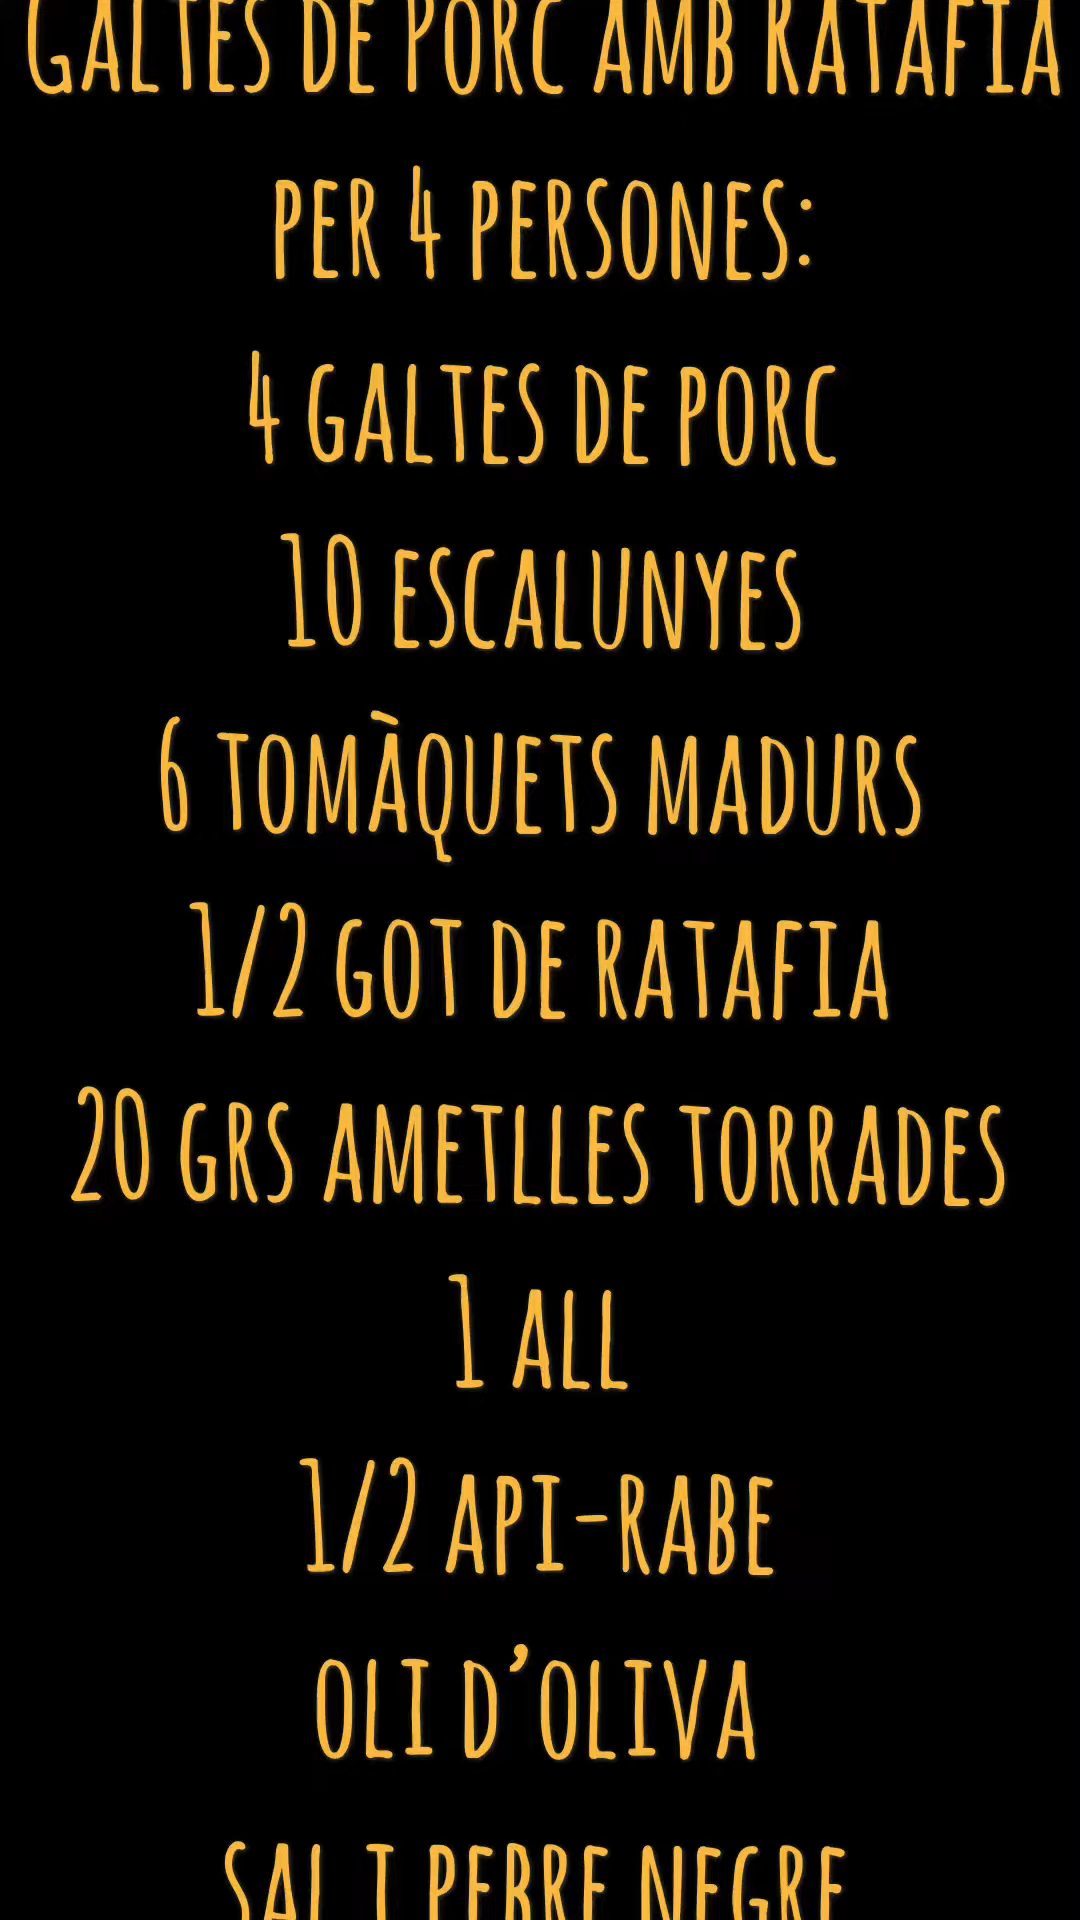 GALTES DE PORC AMB RATAFIA
PER 4 PERSONES:
4 GALTES DE PORC
10 ESCALUNYES
6 TOMÀQUETS MADURS
1/2 GOT DE RATAFIA
20 GRS AMETLLES TORRADES
1 ALL
1/2 API-RABE
OLI D’OLIVA
SAL I PEBRE NEGRE